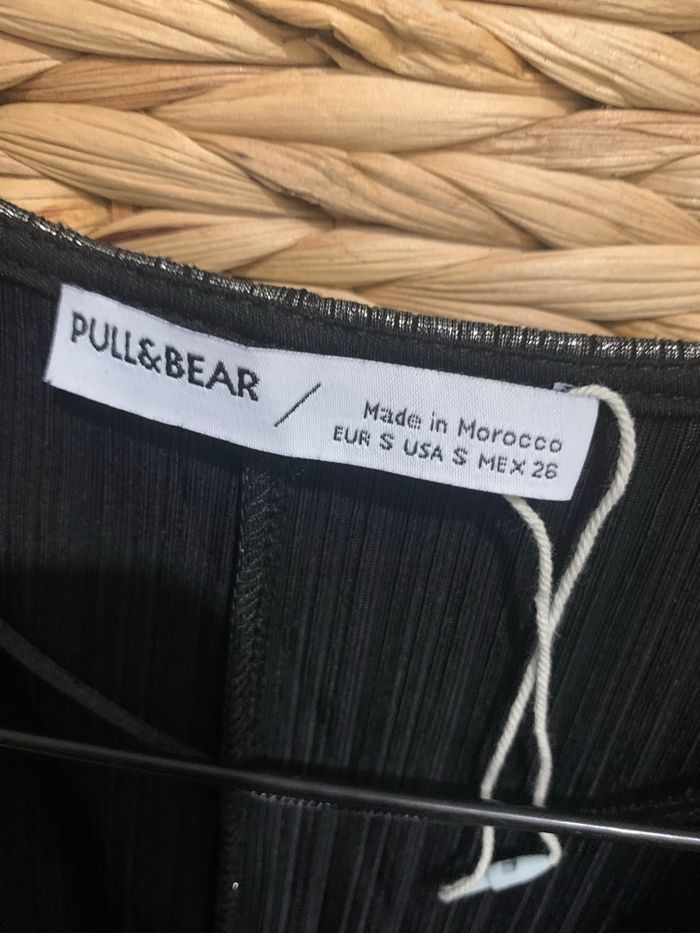 PULL&BEAR
Made in Morocco
EUR S USA S MEX 26